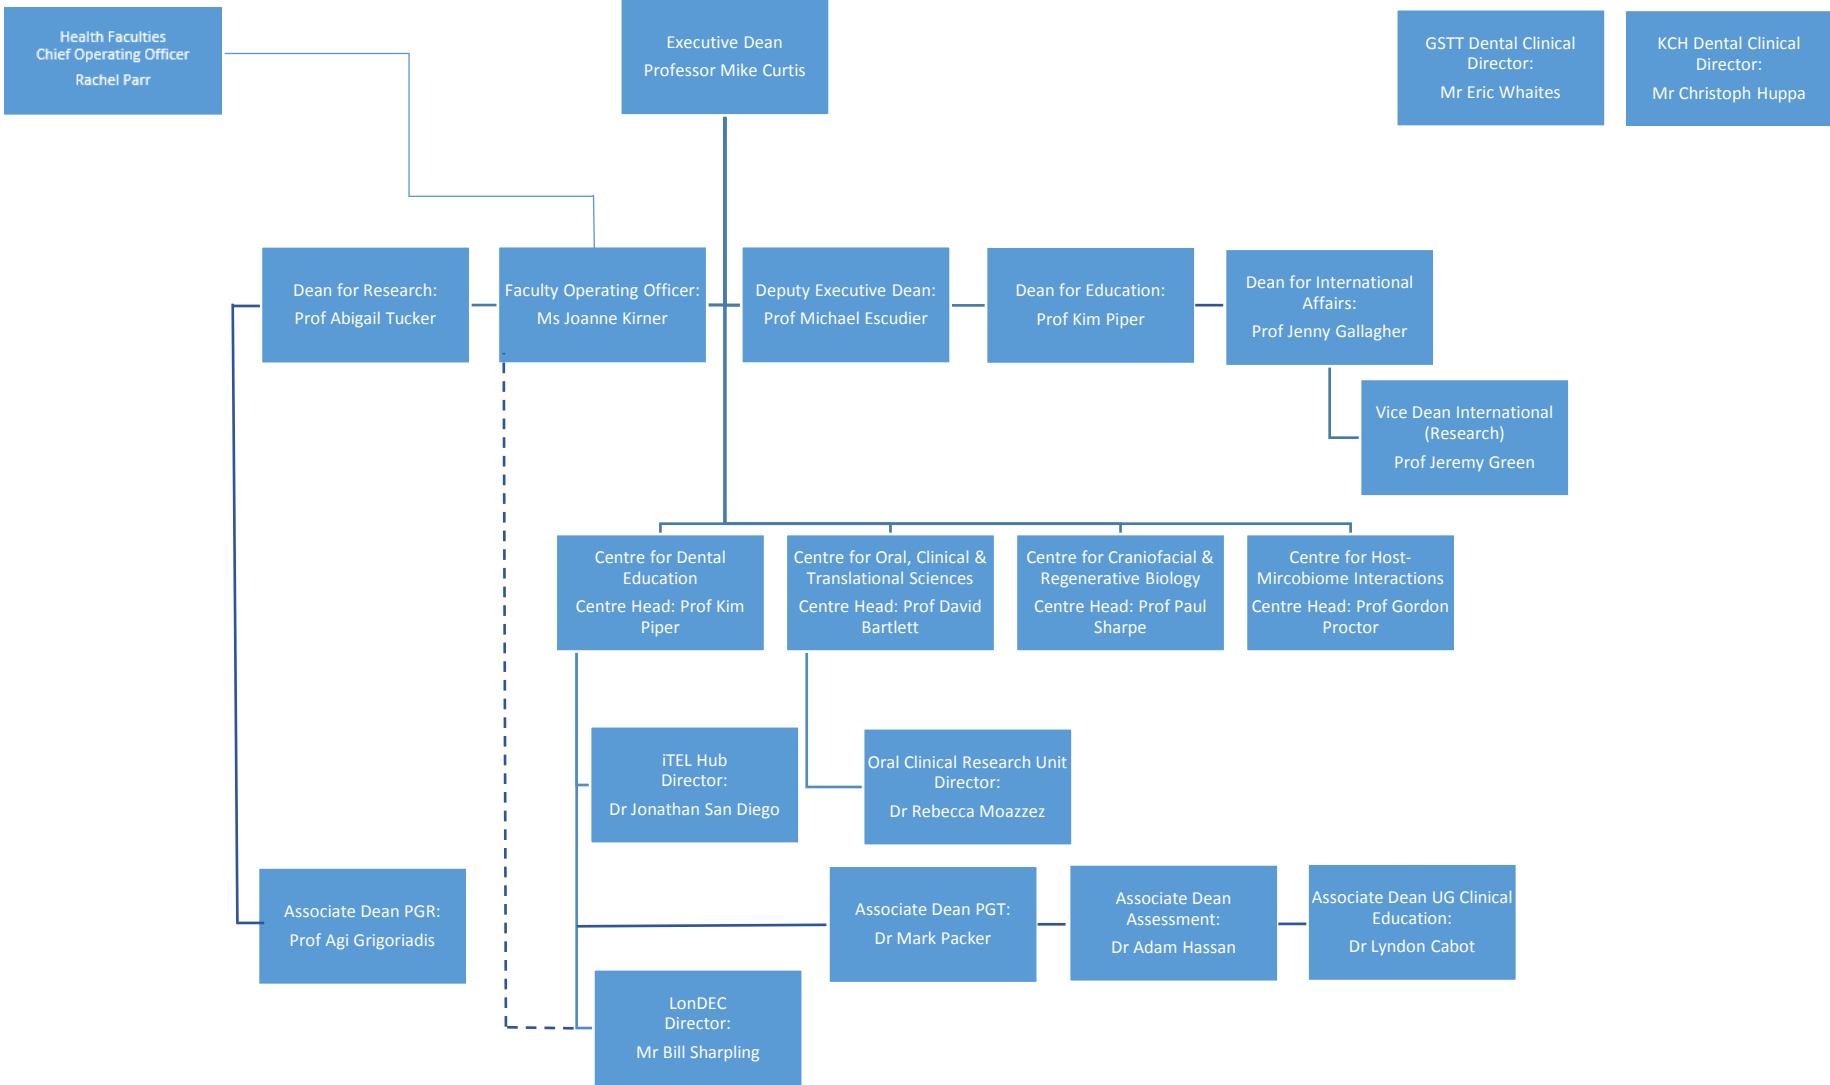 Health Faculties
Chief Operating Officer
Rachel Parr
Executive Dean
Professor Mike Curtis
GSTT Dental Clinical
Director:
Mr Eric Whaites
KCH Dental Clinical
Director:
Mr Christoph Huppa
Dean for Research:
Prof Abigail Tucker
Faculty Operating Officer:
Ms Joanne Kirner
Deputy Executive Dean:
Prof Michael Escudier
Dean for Education:
Prof Kim Piper
Dean for International
Affairs:
Prof Jenny Gallagher
Vice Dean International
(Research)
Prof Jeremy Green
Centre for Dental
Education
Centre Head: Prof Kim
Piper
Centre for Oral, Clinical &
Translational Sciences
Centre Head: Prof David
Bartlett
Centre for Craniofacial &
Regenerative Biology
Centre Head: Prof Paul
Sharpe
Centre for Host-
Mircobiome Interactions
Centre Head: Prof Gordon
Proctor
iTEL Hub
Director:
Dr Jonathan San Diego
Oral Clinical Research Unit
Director:
Dr Rebecca Moazzez
Associate Dean PGR:
Prof Agi Grigoriadis
Associate Dean PGT:
Dr Mark Packer
Associate Dean
Assessment:
Dr Adam Hassan
Associate Dean UG Clinical
Education:
Dr Lyndon Cabot
LonDEC
Director:
Mr Bill Sharpling